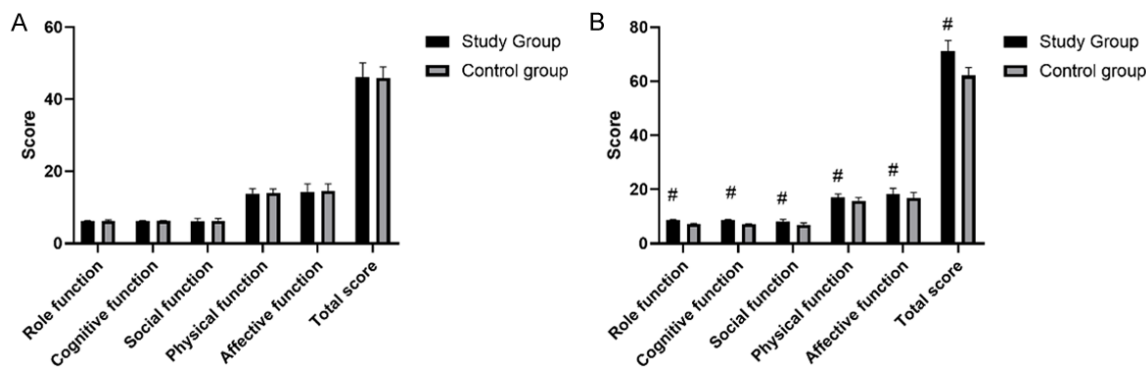 A
Score
60
40
20
0
Study Group
Control group
Role function
Cognitive function
Social function
Physical function
Affective function
Total score
B
Score
80
60
40
20
0
#
#
#
#
#
#
Study Group
Control group
Role function
Cognitive function
Social function
Physical function
Affective function
Total score